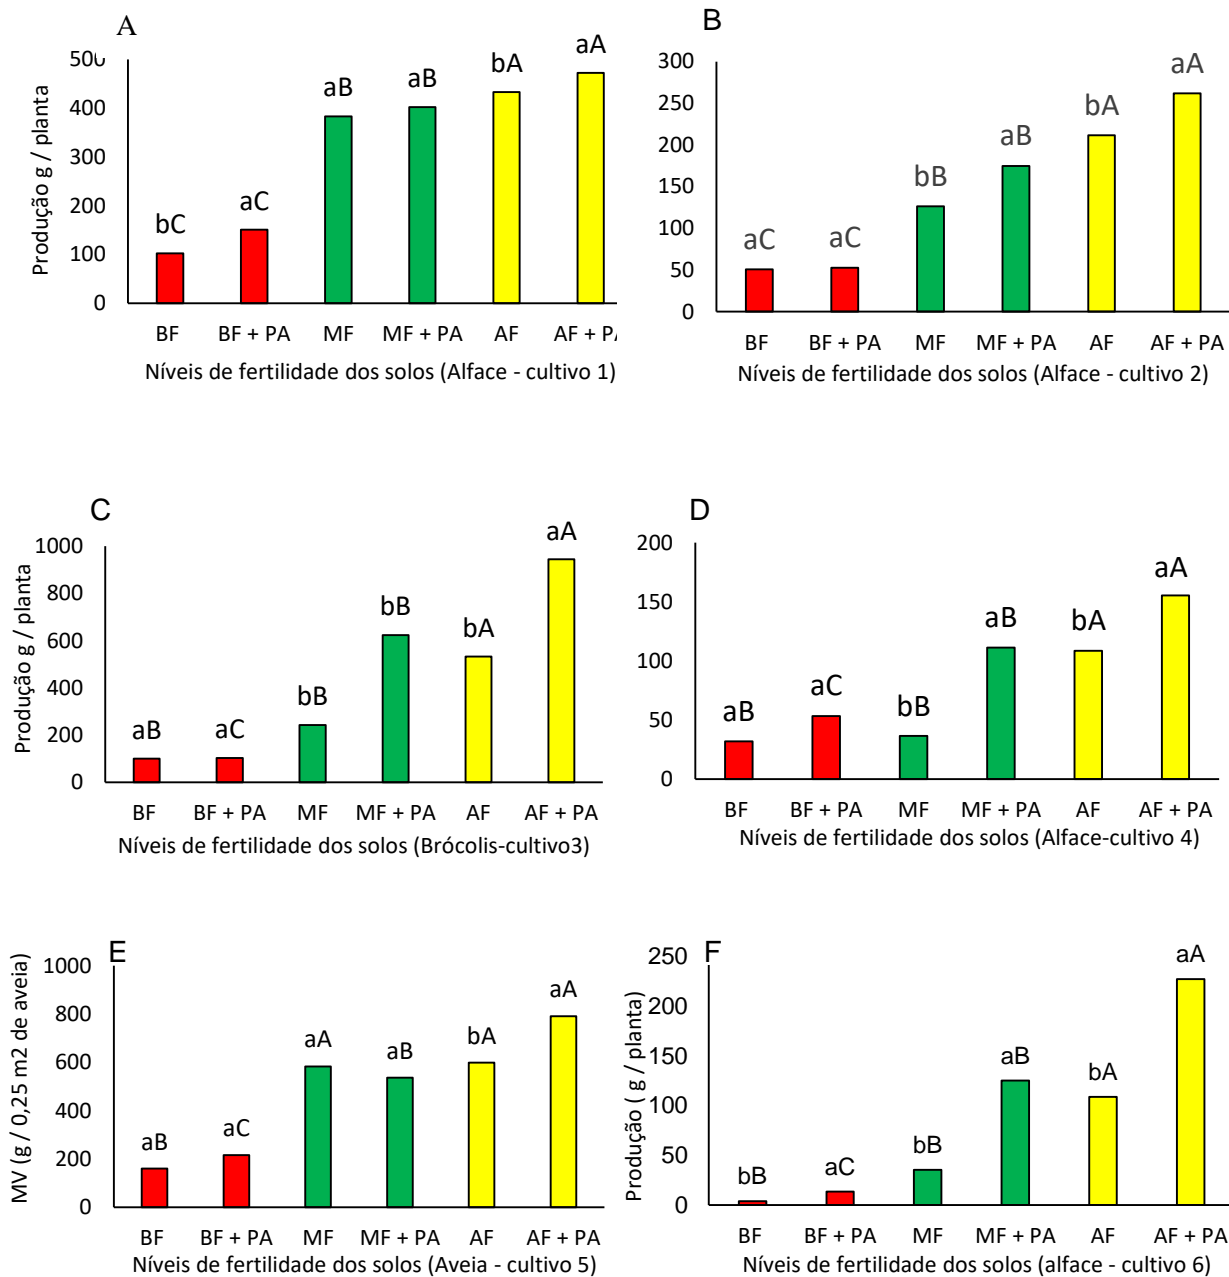 A
Produção g / planta
500
400
300
200
100
0
bC
aC
aB
aB
bA
aA
BF
BF + PA
MF
MF + PA
AF
AF + PA
Níveis de fertilidade dos solos (Alface - cultivo 1)
B
300
250
200
150
100
50
0
aC
aC
bB
aB
bA
aA
BF
BF + PA
MF
MF + PA
AF
AF + PA
Níveis de fertilidade dos solos (Alface - cultivo 2)
C
Produção g / planta
1000
800
600
400
200
0
aB
aC
bB
bB
bA
aA
BF
BF + PA
MF
MF + PA
AF
AF + PA
Níveis de fertilidade dos solos (Brócolis-cultivo3)
D
200
150
100
50
0
aB
aC
bB
aB
bA
aA
BF
BF + PA
MF
MF + PA
AF
AF + PA
Níveis de fertilidade dos solos (Alface-cultivo 4)
E
MV (g / 0,25 m2 de aveia)
1000
800
600
400
200
0
aB
aC
aA
aB
bA
aA
BF
BF + PA
MF
MF + PA
AF
AF + PA
Níveis de fertilidade dos solos (Aveia - cultivo 5)
F
Produção ( g / planta)
250
200
150
100
50
0
bB
aC
bB
aB
bA
aA
BF
BF + PA
MF
MF + PA
AF
AF + PA
Níveis de fertilidade dos solos (alface - cultivo 6)